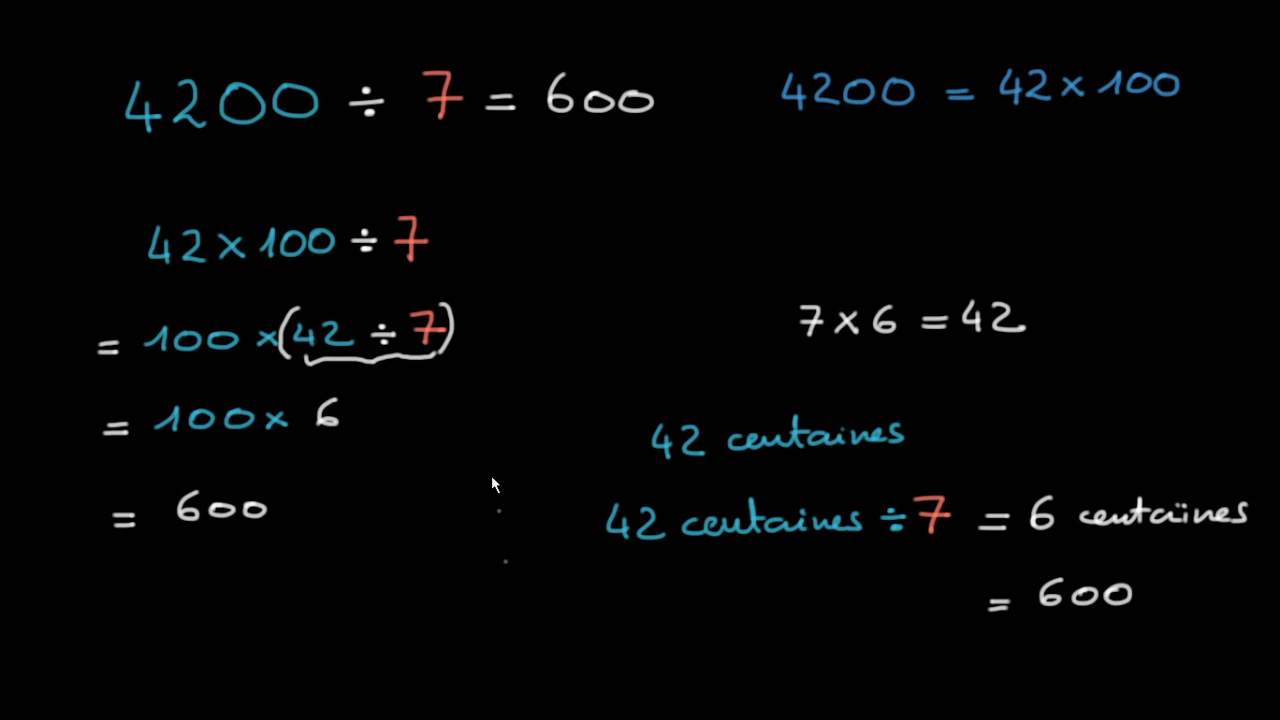 4200 ÷ 7 = 600
4200 = 42 × 100
42 × 100 ÷ 7
= 100 × (42 ÷ 7)
= 100 × 6
= 600
7 × 6 = 42
42 centaines
42 centaines ÷ 7 = 6 centaines
= 600